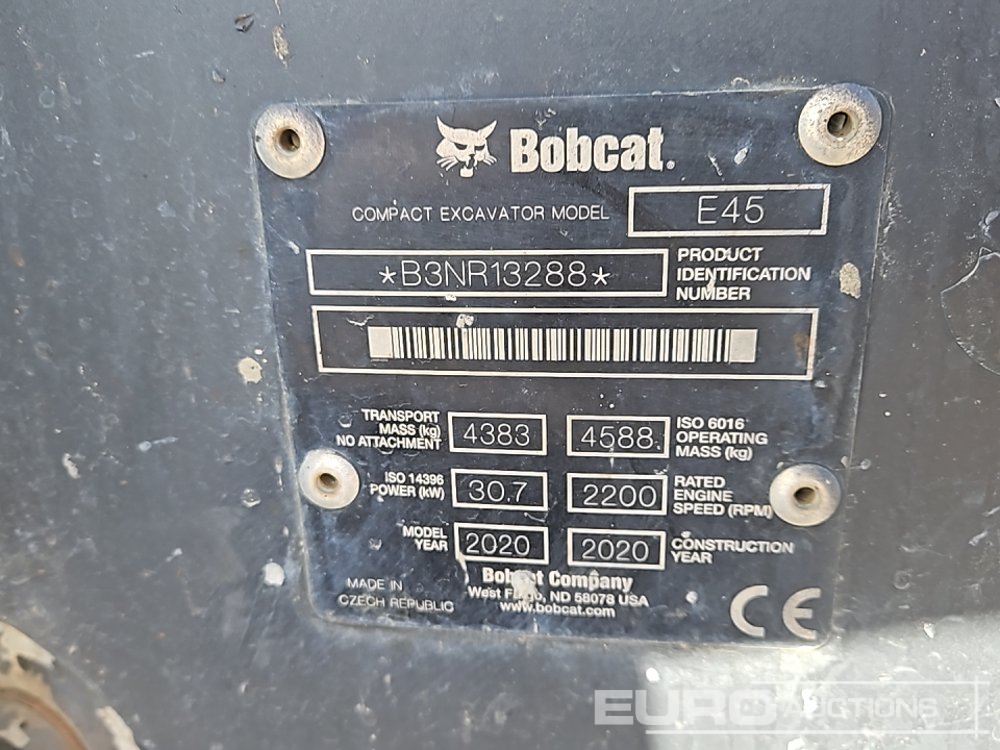 Bobcat.
COMPACT EXCAVATOR MODEL E45
*B3NR13288* PRODUCT IDENTIFICATION NUMBER
TRANSPORT MASS (kg) NO ATTACHMENT 4383 4588 ISO 6016 OPERATING MASS (kg)
ISO 14396 POWER (kW) 30.7 2200 RATED ENGINE SPEED (RPM)
MODEL YEAR 2020 2020 CONSTRUCTION YEAR
MADE IN
CZECH REPUBLIC
Bobcat Company
West Fargo, ND 58078 USA
www.bobcat.com
CE
EURO AUCTIONS